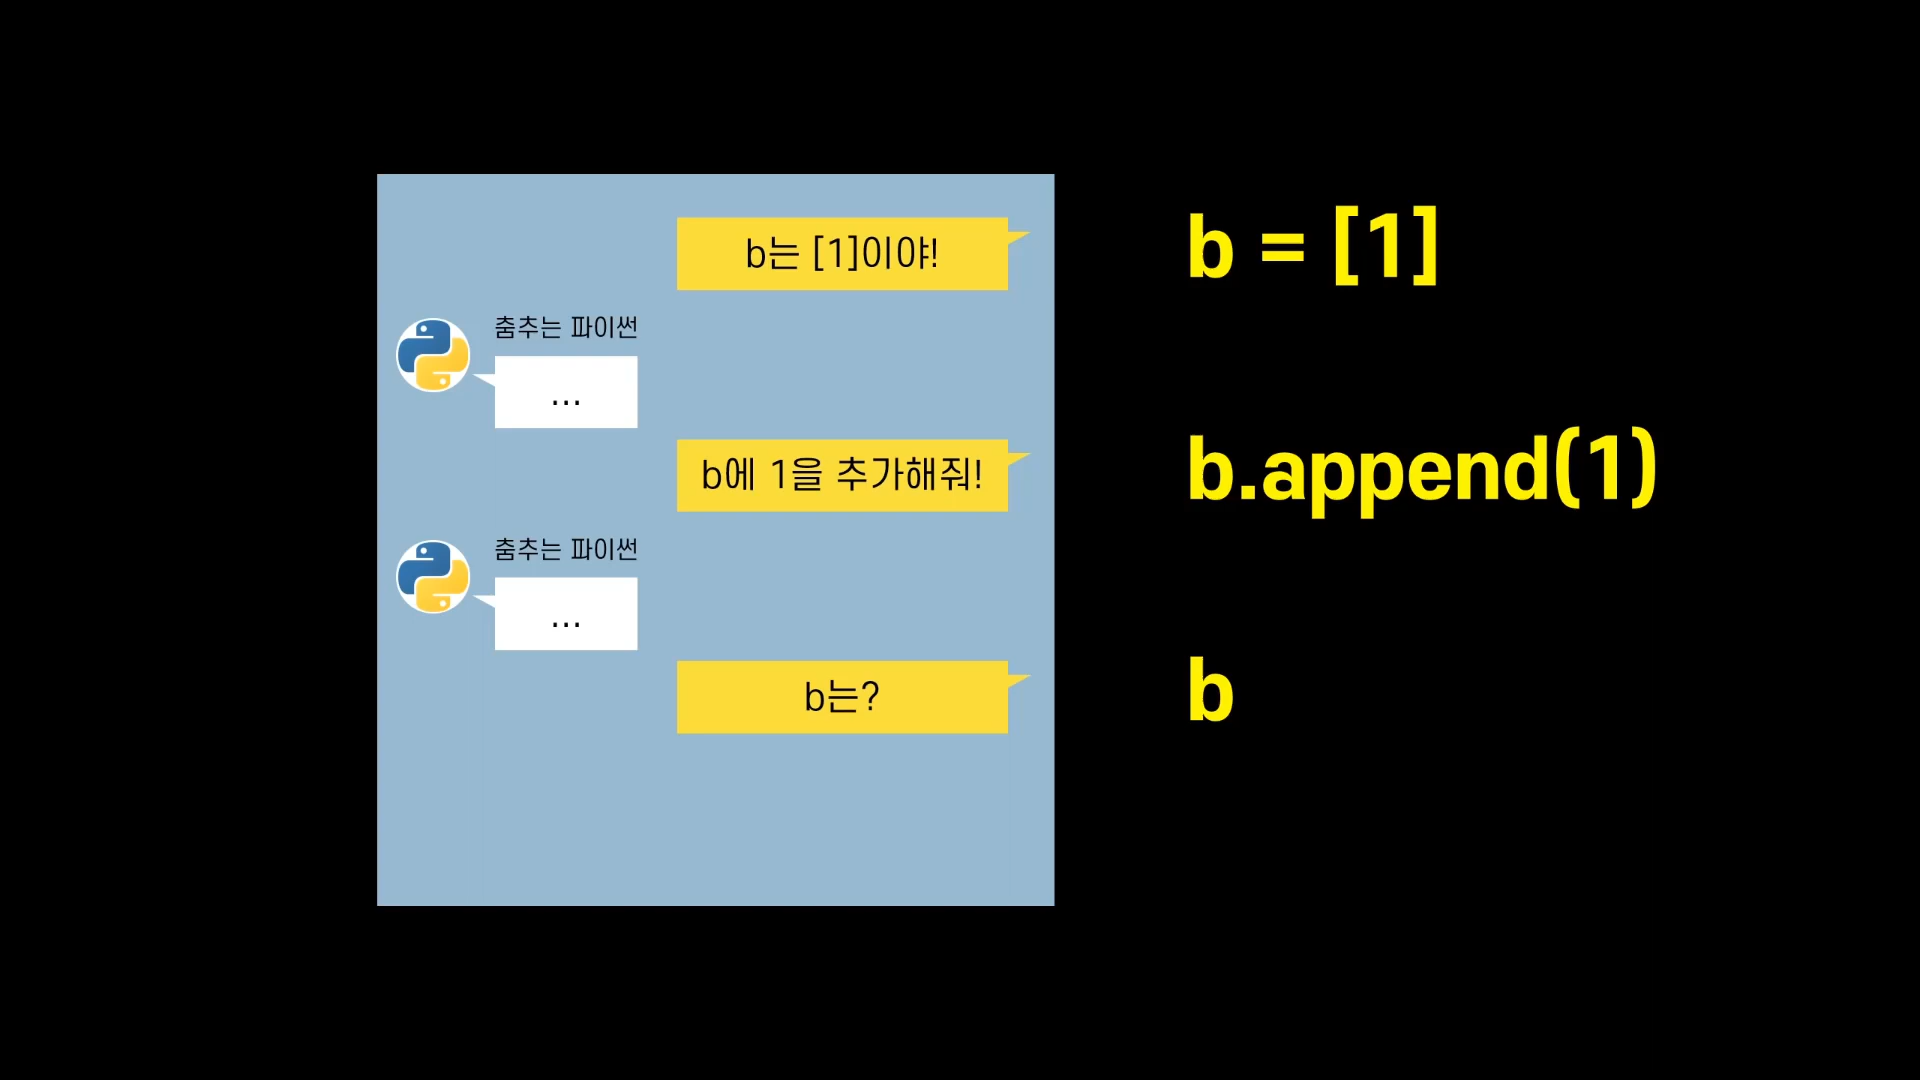 b는 [1]이야!
b = [1]
춤추는 파이썬
...
b에 1을 추가해줘!
b.append(1)
춤추는 파이썬
...
b는?
b